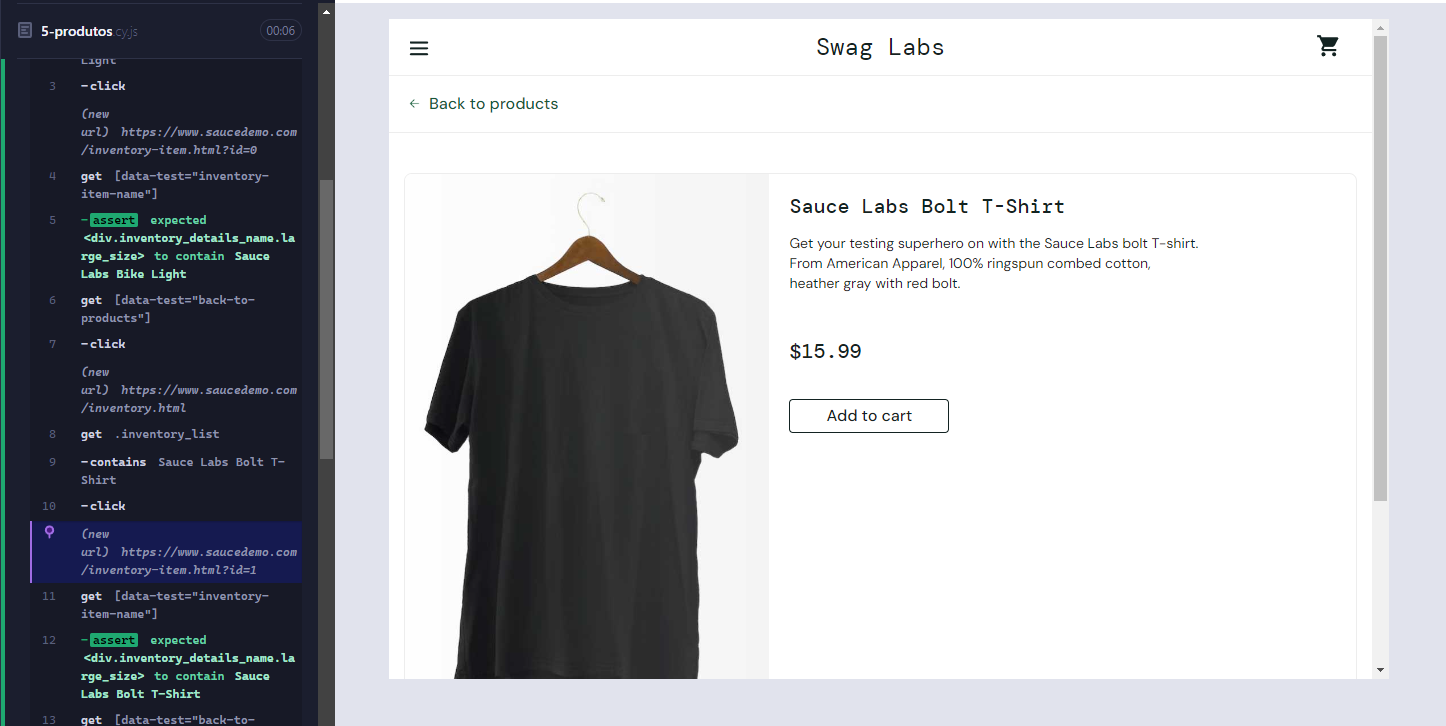 5-produtos.cy.js
00:06
Light
3 -click
(new
url) https://www.saucedemo.com
/inventory-item.html?id=0
4 get [data-test="inventory-
item-name"]
5 -assert expected
<div.inventory_details_name.la
rge_size> to contain Sauce
Labs Bike Light
6 get [data-test="back-to-
products"]
7 -click
(new
url) https://www.saucedemo.com
/inventory.html
8 get .inventory_list
9 -contains Sauce Labs Bolt T-
Shirt
10 -click
(new
url) https://www.saucedemo.com
/inventory-item.html?id=1
11 get [data-test="inventory-
item-name"]
12 -assert expected
<div.inventory_details_name.la
rge_size> to contain Sauce
Labs Bolt T-Shirt
13 get [data-test="back-to-
Swag Labs
Back to products
Sauce Labs Bolt T-Shirt
Get your testing superhero on with the Sauce Labs bolt T-shirt.
From American Apparel, 100% ringspun combed cotton,
heather gray with red bolt.
$15.99
Add to cart